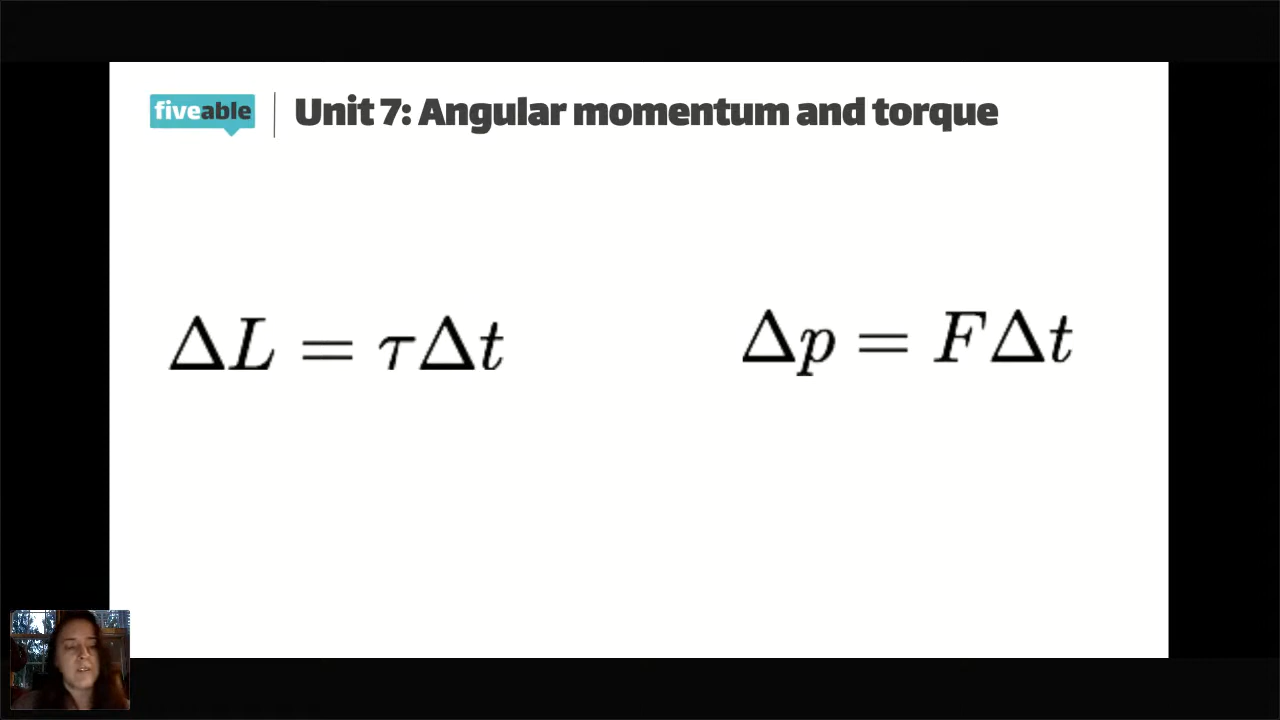 fiveable
Unit 7: Angular momentum and torque
ΔL = τΔt
Δp = FΔt